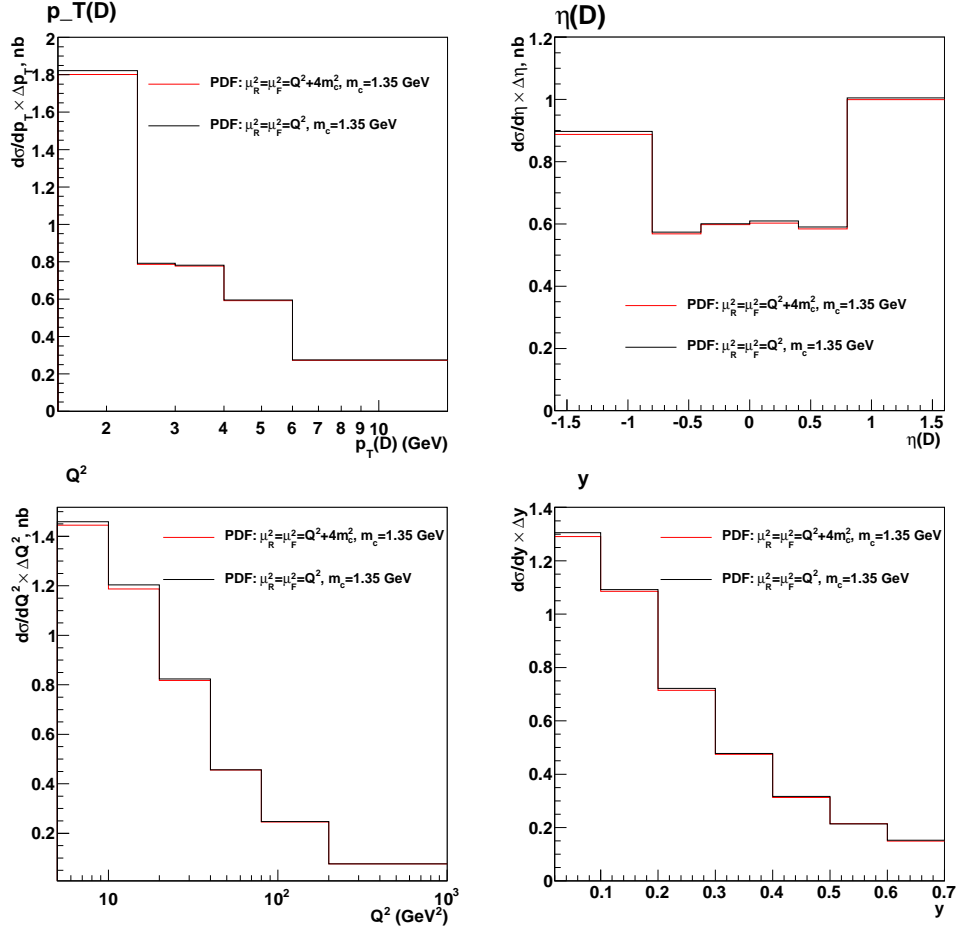 p_T(D)
dσ/dp_T × Δp_T, nb
2
1.8
1.6
1.4
1.2
1
0.8
0.6
0.4
0.2
0
PDF: μ_R^2=μ_F^2=Q^2+4m_c^2, m_c=1.35 GeV
PDF: μ_R^2=μ_F^2=Q^2, m_c=1.35 GeV
2 3 4 5 6 7 8 9 10
p_T(D) (GeV)
η(D)
dσ/dη × Δη, nb
1.2
1
0.8
0.6
0.4
0.2
0
PDF: μ_R^2=μ_F^2=Q^2+4m_c^2, m_c=1.35 GeV
PDF: μ_R^2=μ_F^2=Q^2, m_c=1.35 GeV
-1.5 -1 -0.5 0 0.5 1 1.5
η(D)
Q^2
dσ/dQ^2 × ΔQ^2, nb
1.4
1.2
1
0.8
0.6
0.4
0.2
PDF: μ_R^2=μ_F^2=Q^2+4m_c^2, m_c=1.35 GeV
PDF: μ_R^2=μ_F^2=Q^2, m_c=1.35 GeV
10 10^2 10^3
Q^2 (GeV^2)
y
dσ/dy × Δy
1.4
1.2
1
0.8
0.6
0.4
0.2
0
PDF: μ_R^2=μ_F^2=Q^2+4m_c^2, m_c=1.35 GeV
PDF: μ_R^2=μ_F^2=Q^2, m_c=1.35 GeV
0.1 0.2 0.3 0.4 0.5 0.6 0.7
y